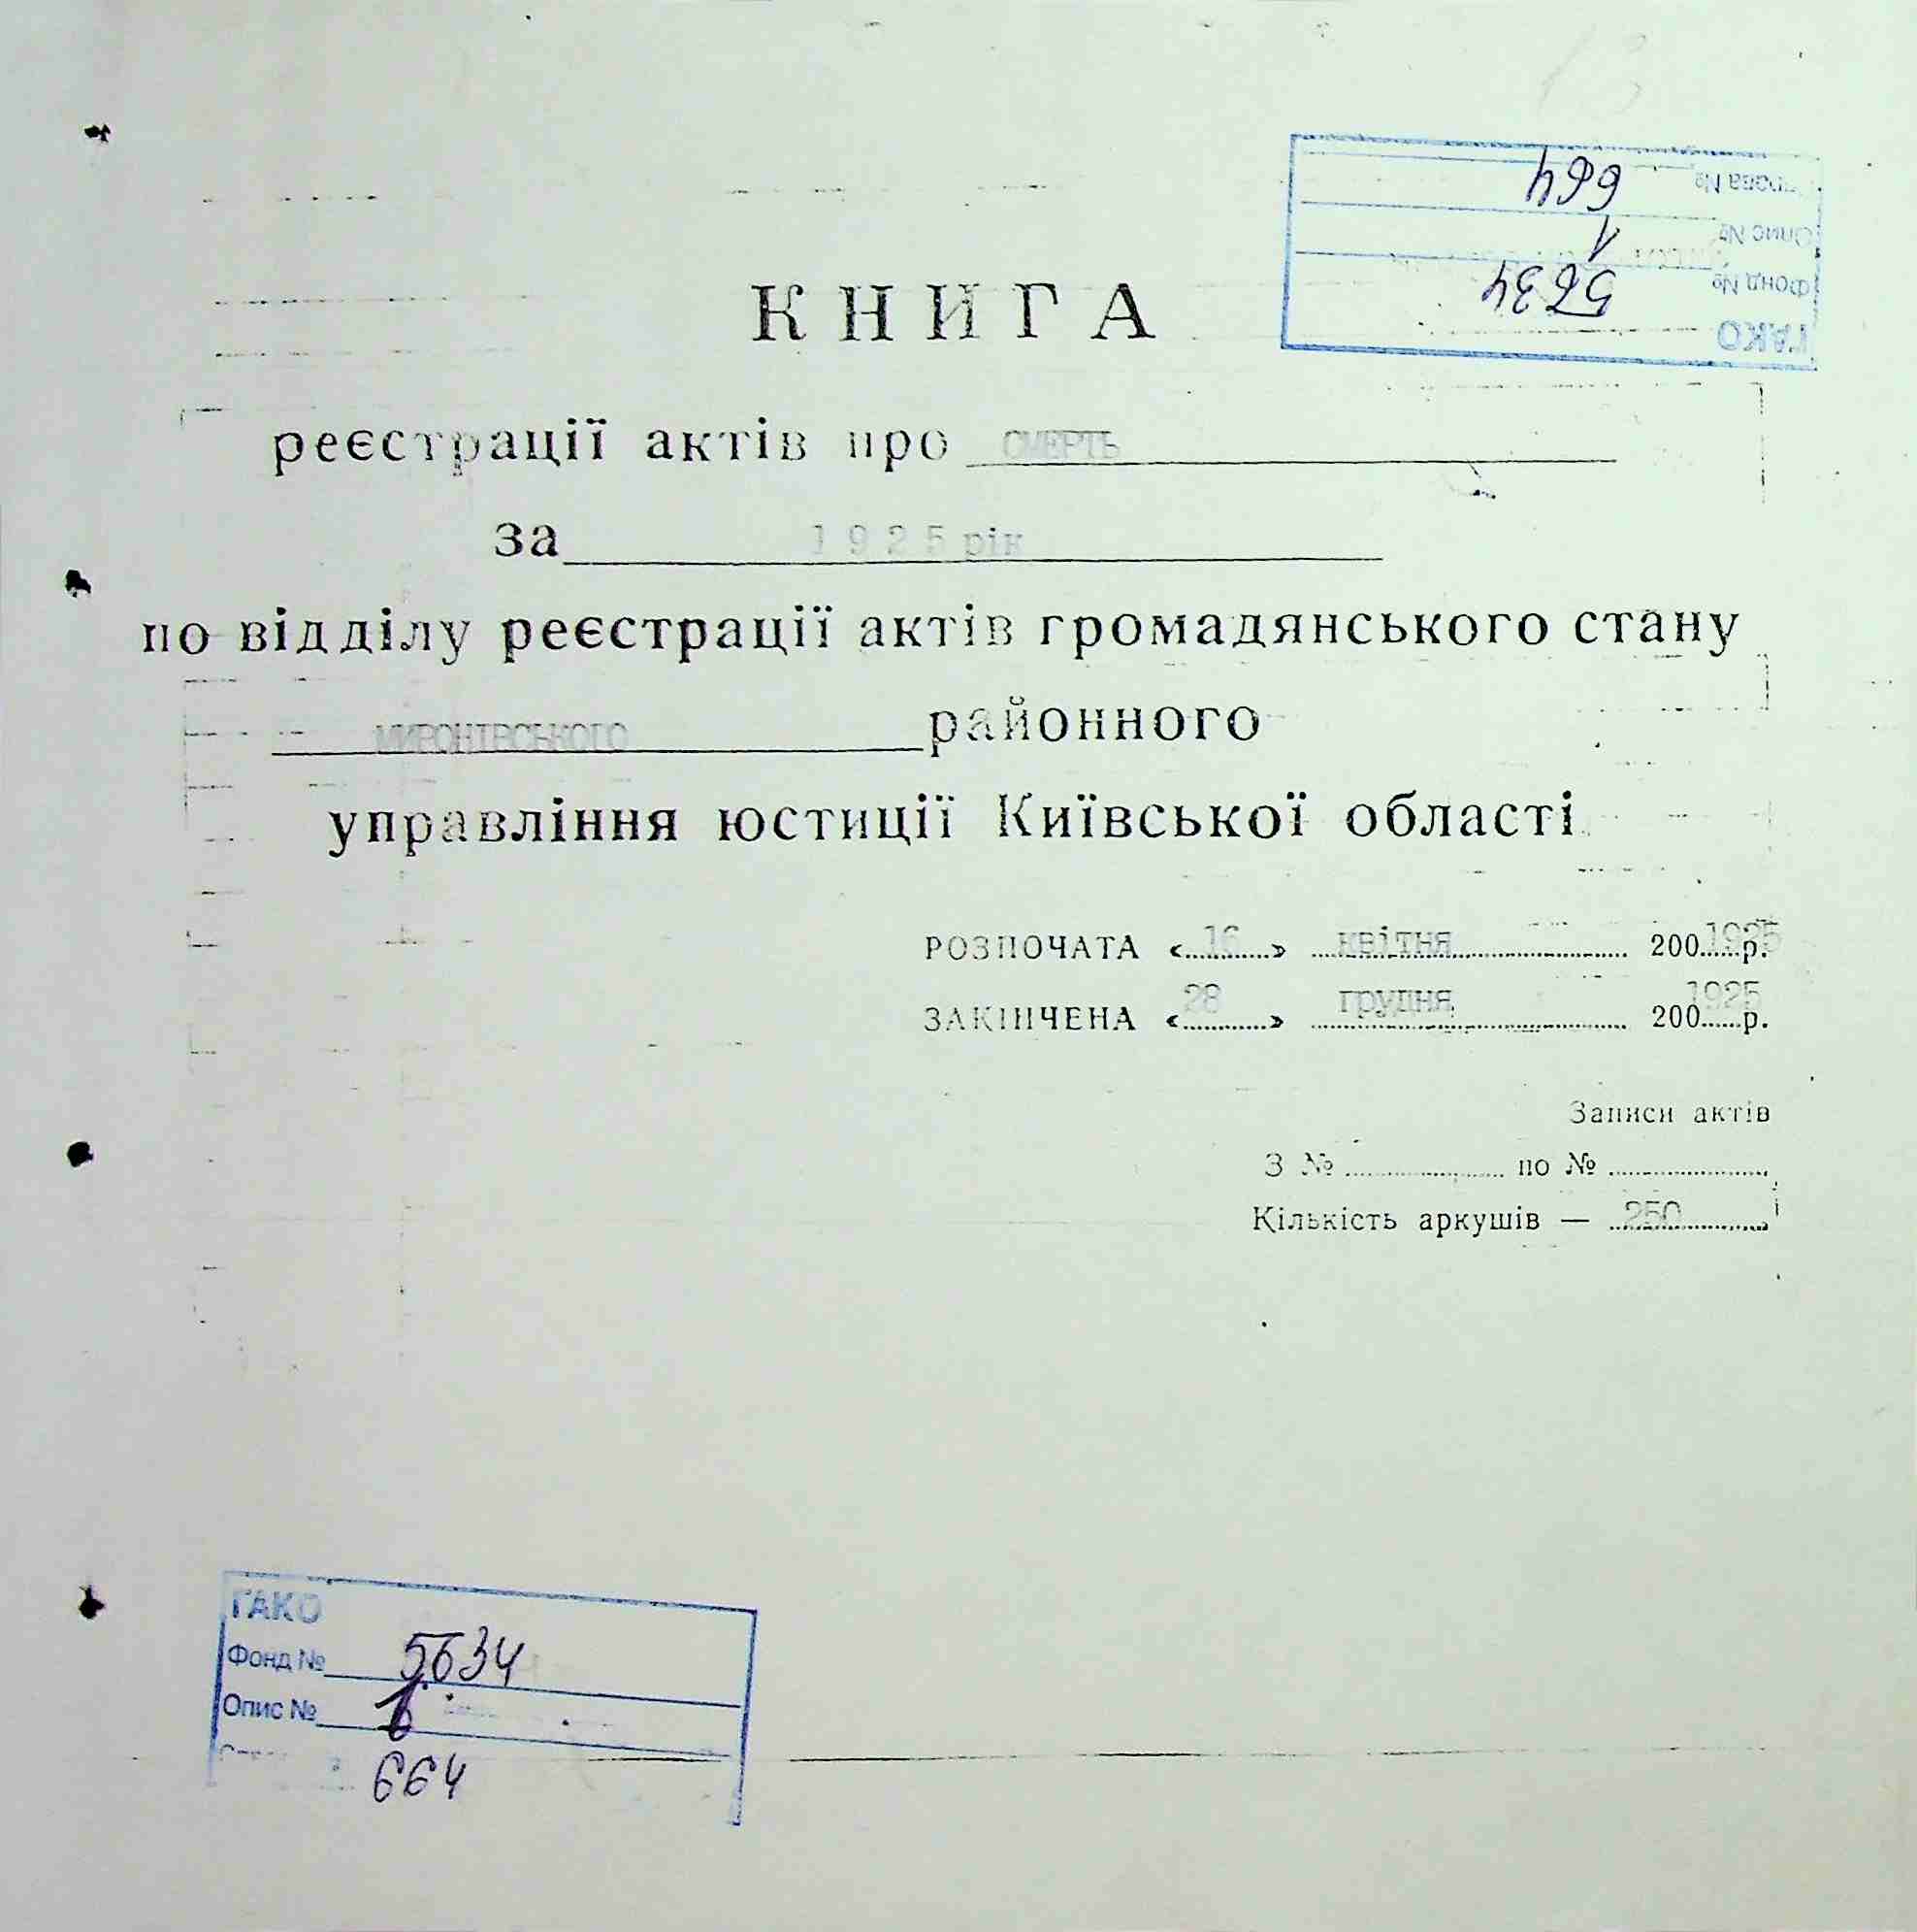 ГАКО
Фонд № 5634
Опис № 1
664
КНИГА
реєстрації актів про СМЕРТЬ
за 1925 рік
по відділу реєстрації актів громадянського стану
МИРОНІВСЬКОГО районного
управління юстиції Київської області
РОЗПОЧАТА «16» квітня 200 1925 р.
ЗАКІНЧЕНА «28» грудня 200 1925 р.
Записи актів
З № по №
Кількість аркушів — 250
ГАКО
Фонд № 5634
Опис № 1
664